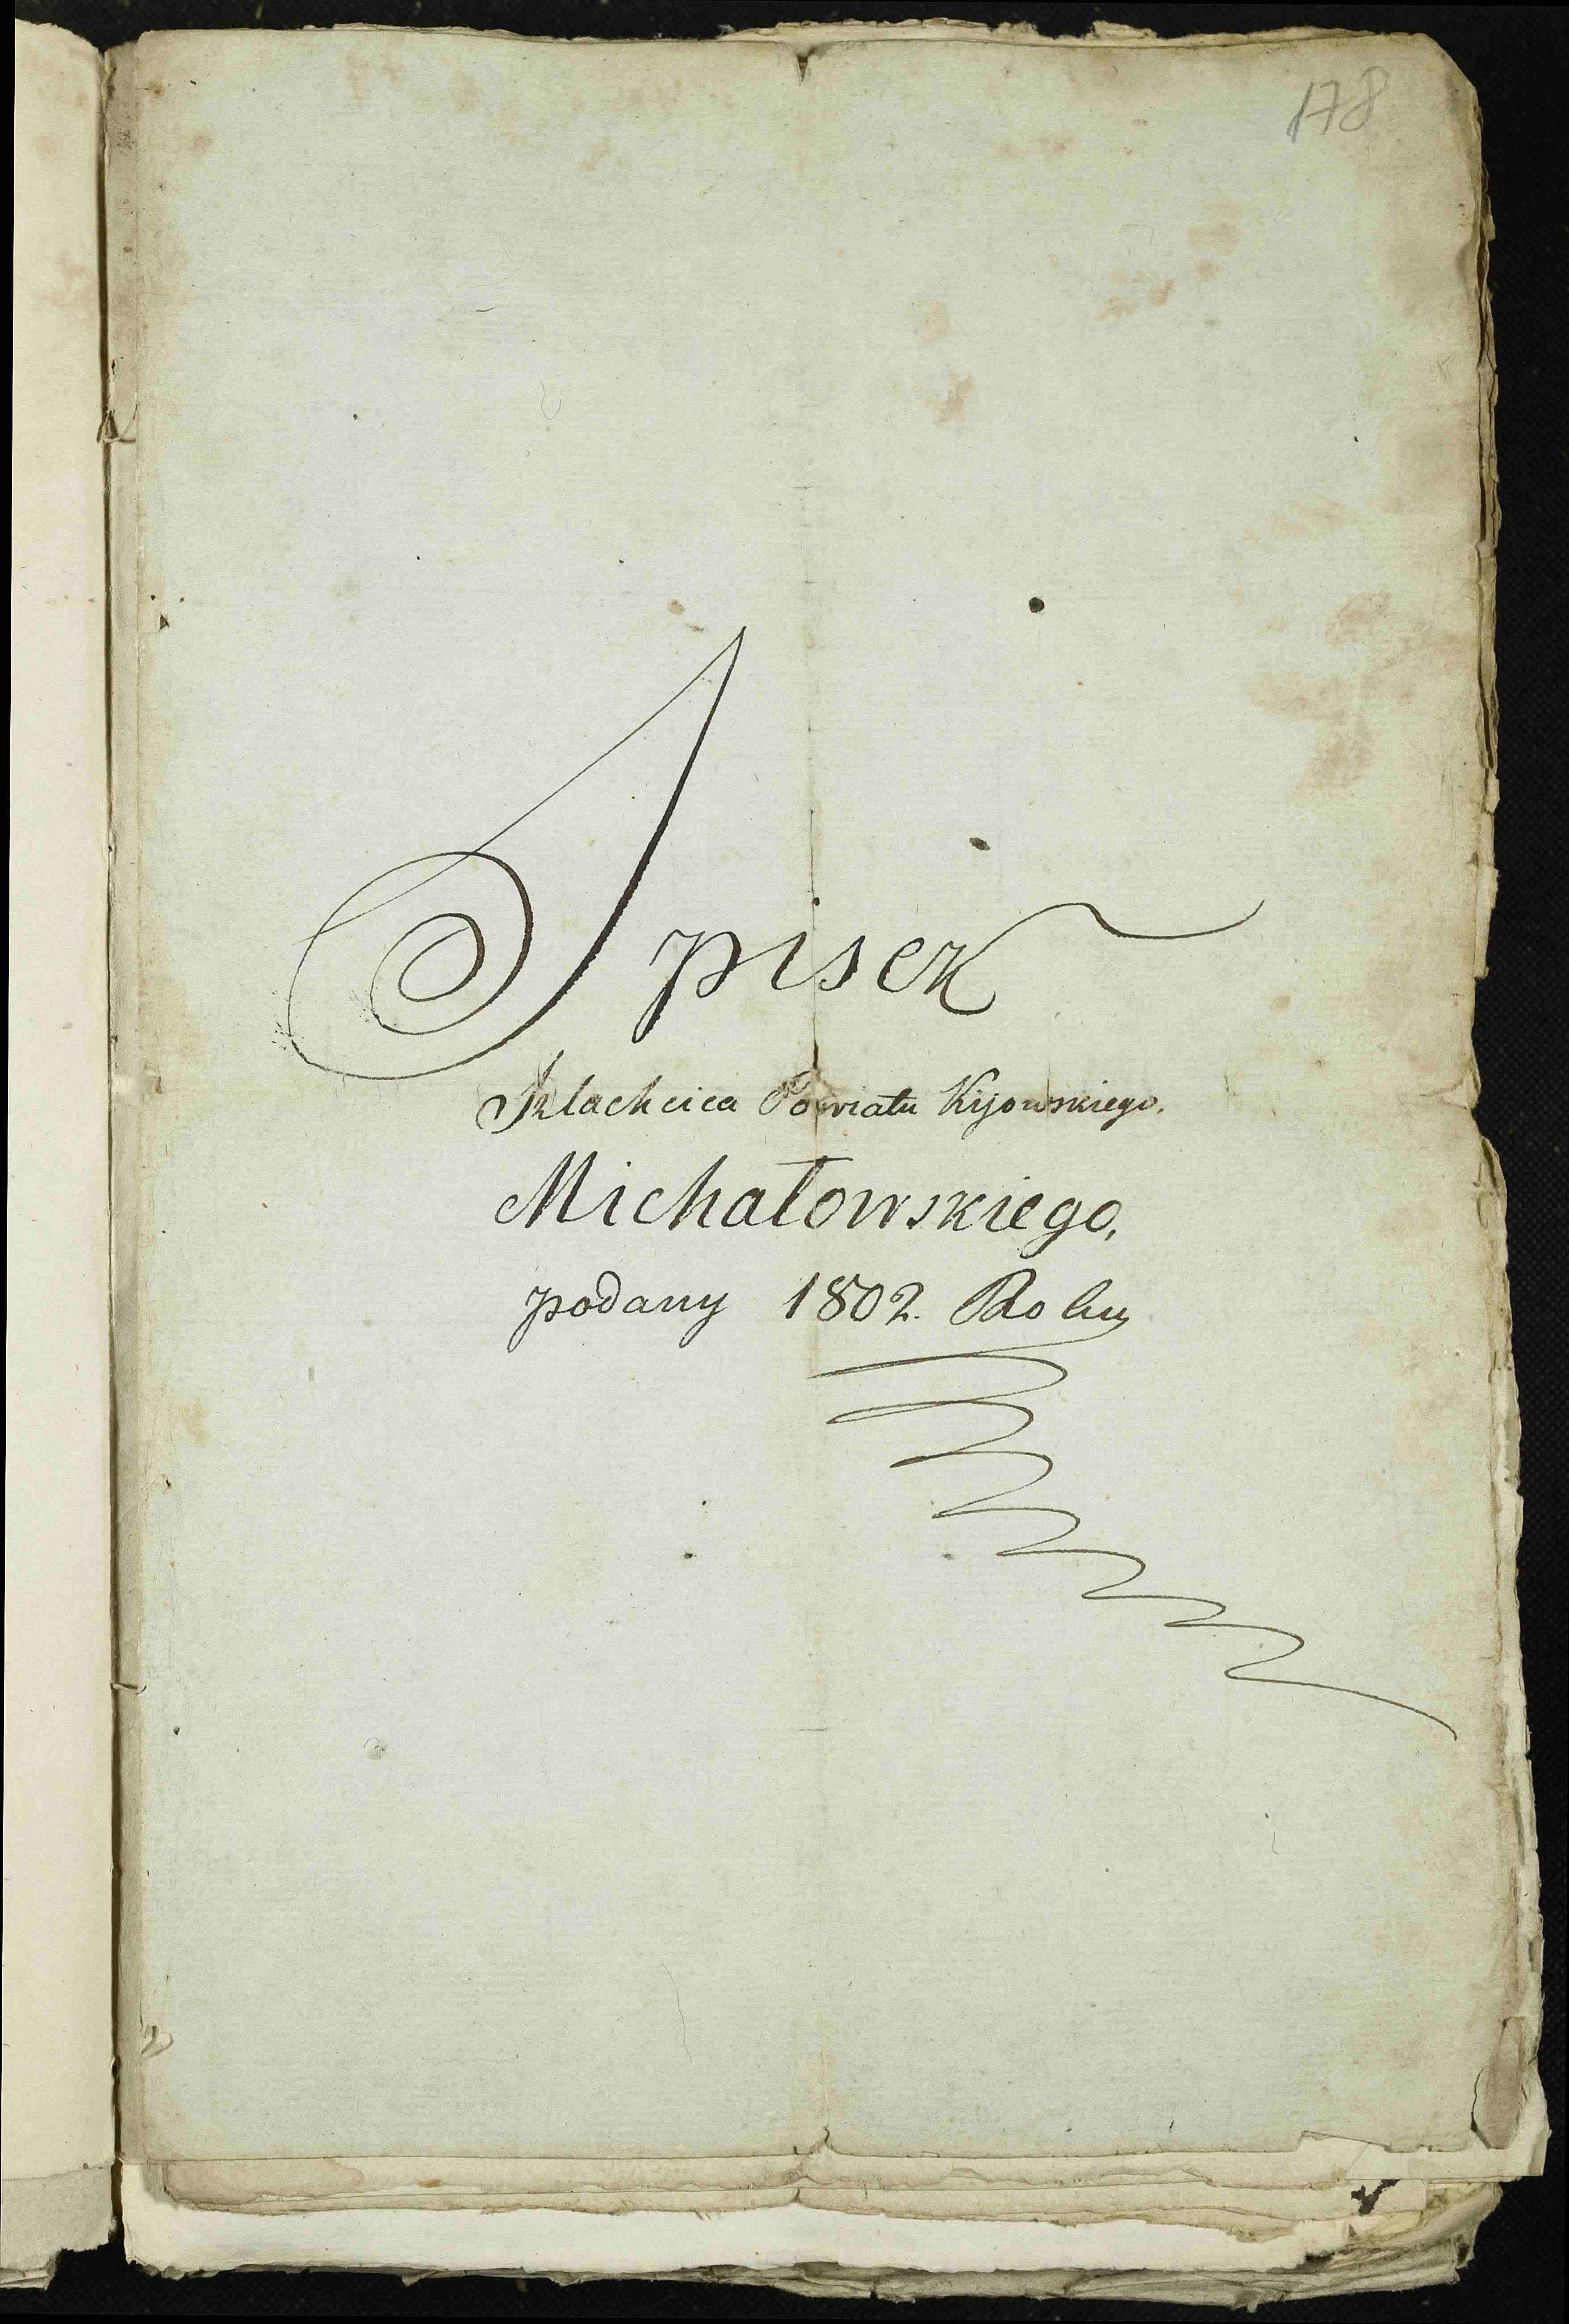 178
Spisek
Szlachcica Powiatu Kijowskiego.
Michałowskiego,
podany 1802. Roku